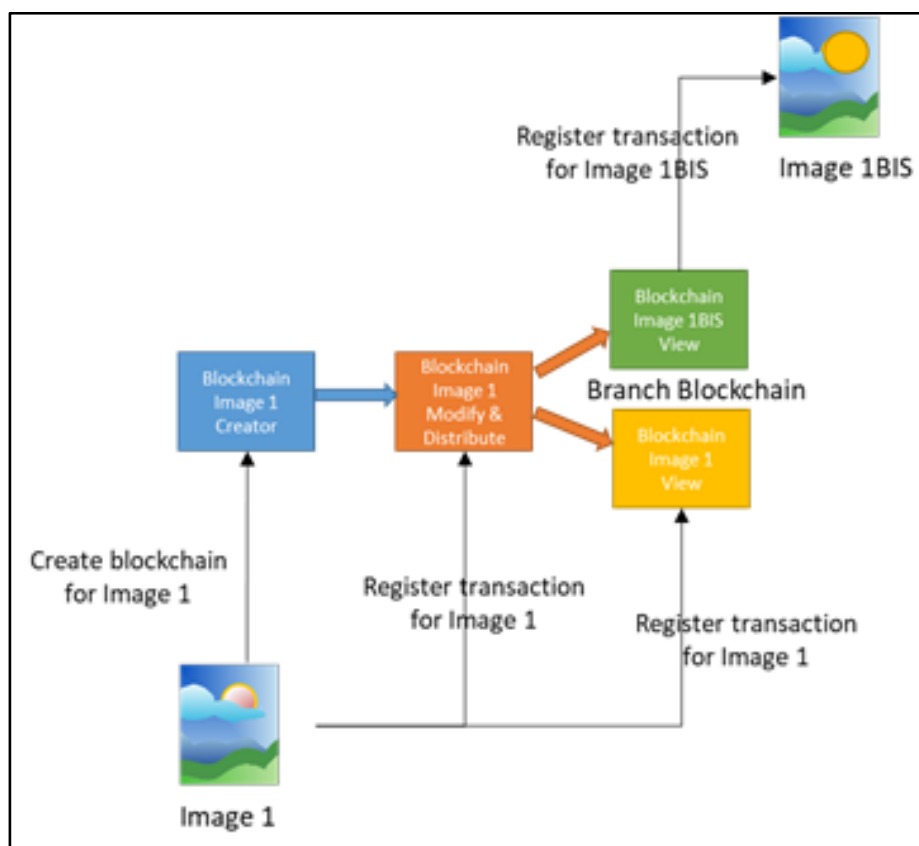 Register transaction
for Image 1BIS
Image 1BIS
Blockchain
Image 1BIS
View
Blockchain
Image 1
Creator
Blockchain
Image 1
Modify &
Distribute
Branch Blockchain
Blockchain
Image 1
View
Create blockchain
for Image 1
Register transaction
for Image 1
Register transaction
for Image 1
Image 1